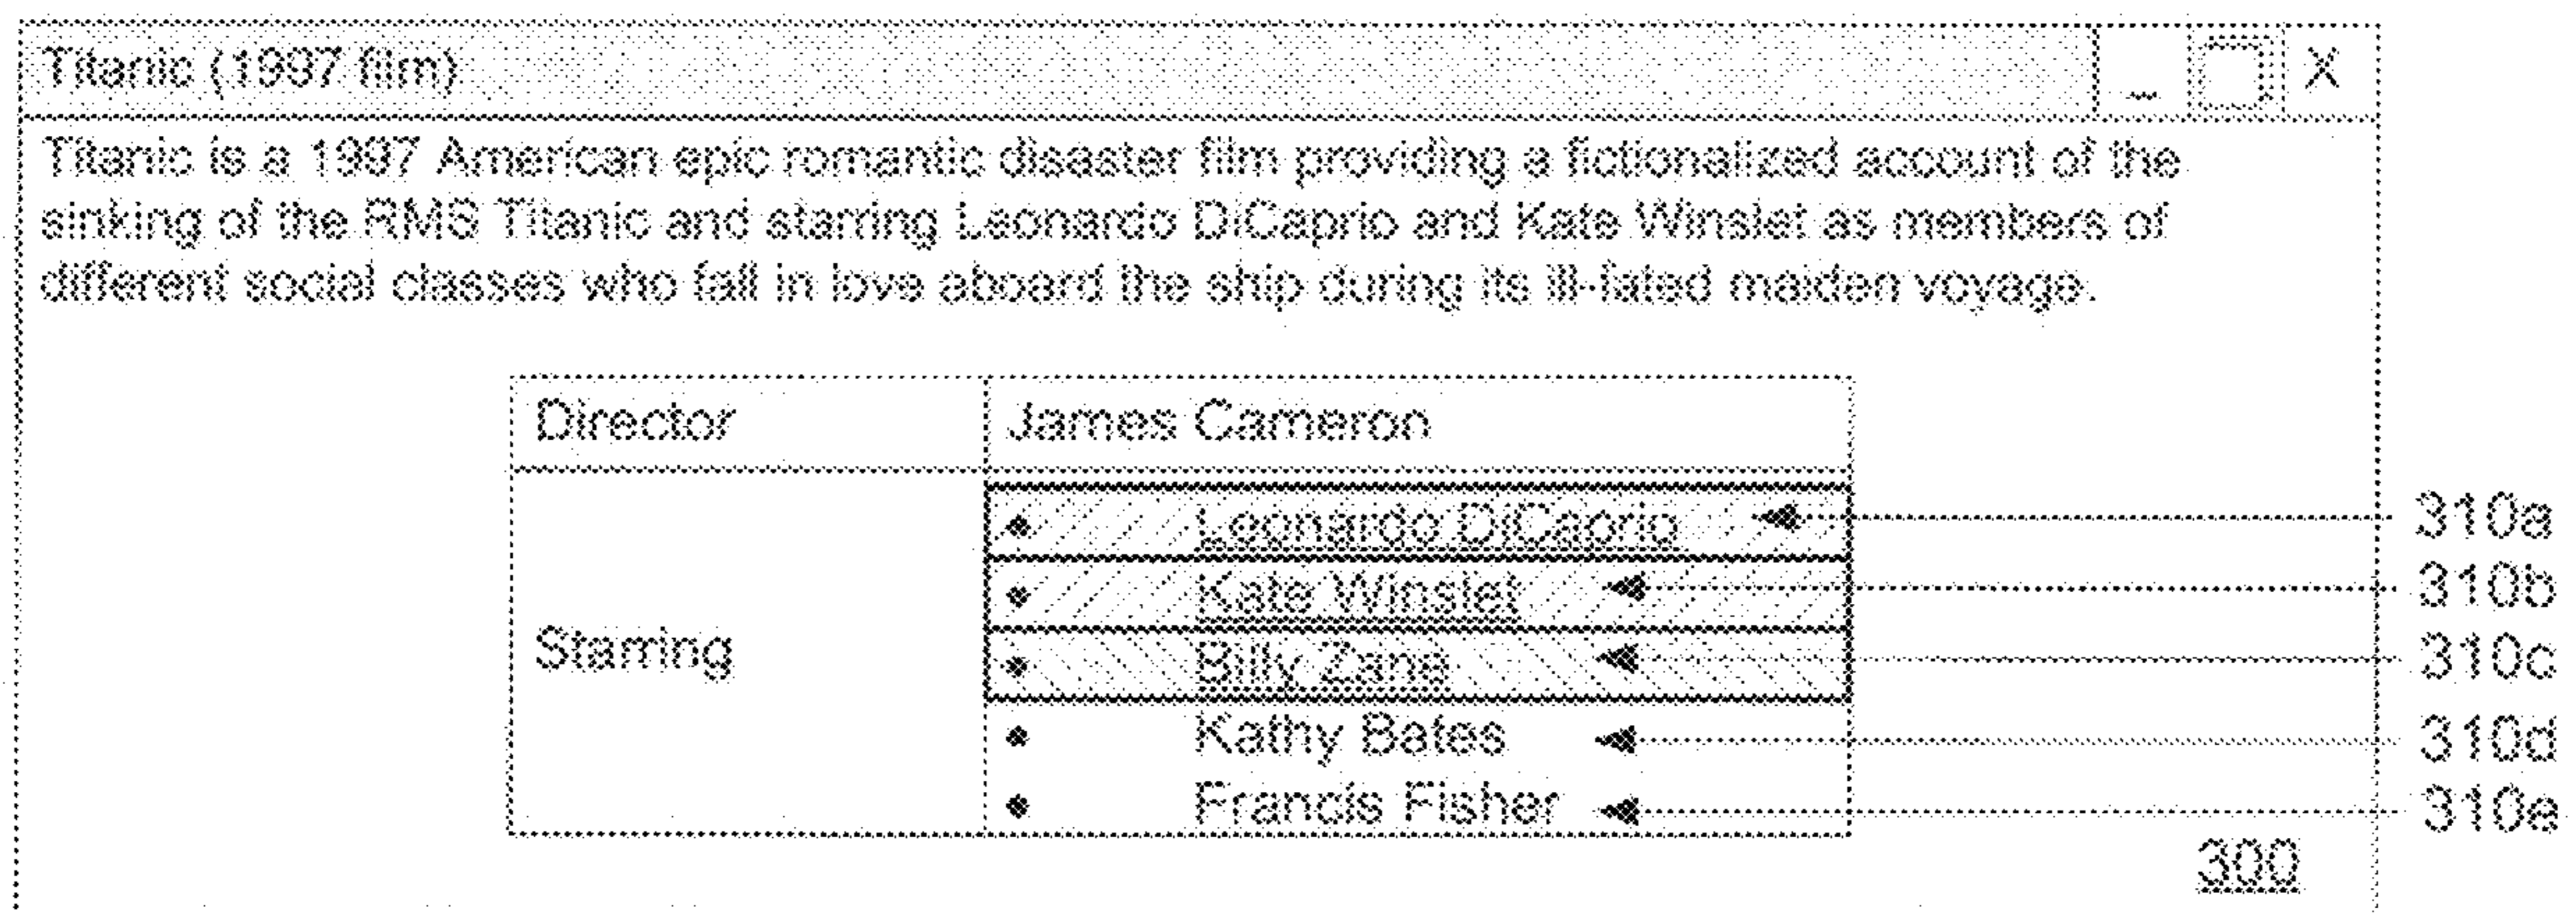 Titanic (1997 film) _ X
Titanic is a 1997 American epic romantic disaster film providing a fictionalized account of the
sinking of the RMS Titanic and starring Leonardo DiCaprio and Kate Winslet as members of
different social classes who fall in love aboard the ship during its ill-fated maiden voyage.
Director James Cameron
• Leonardo DiCaprio 310a
• Kate Winslet 310b
Starring • Billy Zane 310c
• Kathy Bates 310d
• Francis Fisher 310e
300